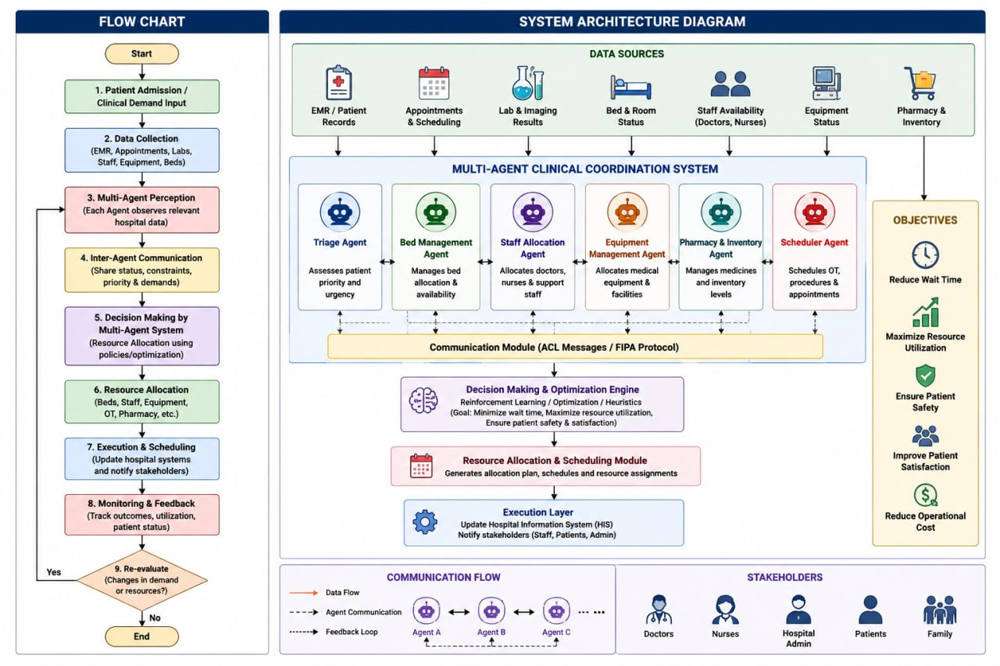 FLOW CHART
Start
1. Patient Admission /
Clinical Demand Input
2. Data Collection
(EMR, Appointments, Labs,
Staff, Equipment, Beds)
3. Multi-Agent Perception
(Each Agent observes relevant
hospital data)
4. Inter-Agent Communication
(Share status, constraints,
priority & demands)
5. Decision Making by
Multi-Agent System
(Resource Allocation using
policies/optimization)
6. Resource Allocation
(Beds, Staff, Equipment,
OT, Pharmacy, etc.)
7. Execution & Scheduling
(Update hospital systems
and notify stakeholders)
8. Monitoring & Feedback
(Track outcomes, utilization,
patient status)
9. Re-evaluate
(Changes in demand
or resources?)
Yes
No
End
SYSTEM ARCHITECTURE DIAGRAM
DATA SOURCES
EMR / Patient
Records
Appointments
& Scheduling
Lab & Imaging
Results
Bed & Room
Status
Staff Availability
(Doctors, Nurses)
Equipment
Status
Pharmacy &
Inventory
MULTI-AGENT CLINICAL COORDINATION SYSTEM
Triage Agent
Assesses patient
priority and
urgency
Bed Management
Agent
Manages bed
allocation &
availability
Staff Allocation
Agent
Allocates doctors,
nurses & support
staff
Equipment
Management Agent
Allocates medical
equipment &
facilities
Pharmacy & Inventory
Agent
Manages medicines
and inventory
levels
Scheduler Agent
Schedules OT,
procedures &
appointments
Communication Module (ACL Messages / FIPA Protocol)
Decision Making & Optimization Engine
Reinforcement Learning / Optimization / Heuristics
(Goal: Minimize wait time, Maximize resource utilization,
Ensure patient safety & satisfaction)
Resource Allocation & Scheduling Module
Generates allocation plan, schedules and resource assignments
Execution Layer
Update Hospital Information System (HIS)
Notify stakeholders (Staff, Patients, Admin)
OBJECTIVES
Reduce Wait Time
Maximize Resource
Utilization
Ensure Patient
Safety
Improve Patient
Satisfaction
$
Reduce Operational
Cost
COMMUNICATION FLOW
Data Flow
Agent Communication
Feedback Loop
Agent A
Agent B
Agent C
STAKEHOLDERS
Doctors
Nurses
Hospital
Admin
Patients
Family